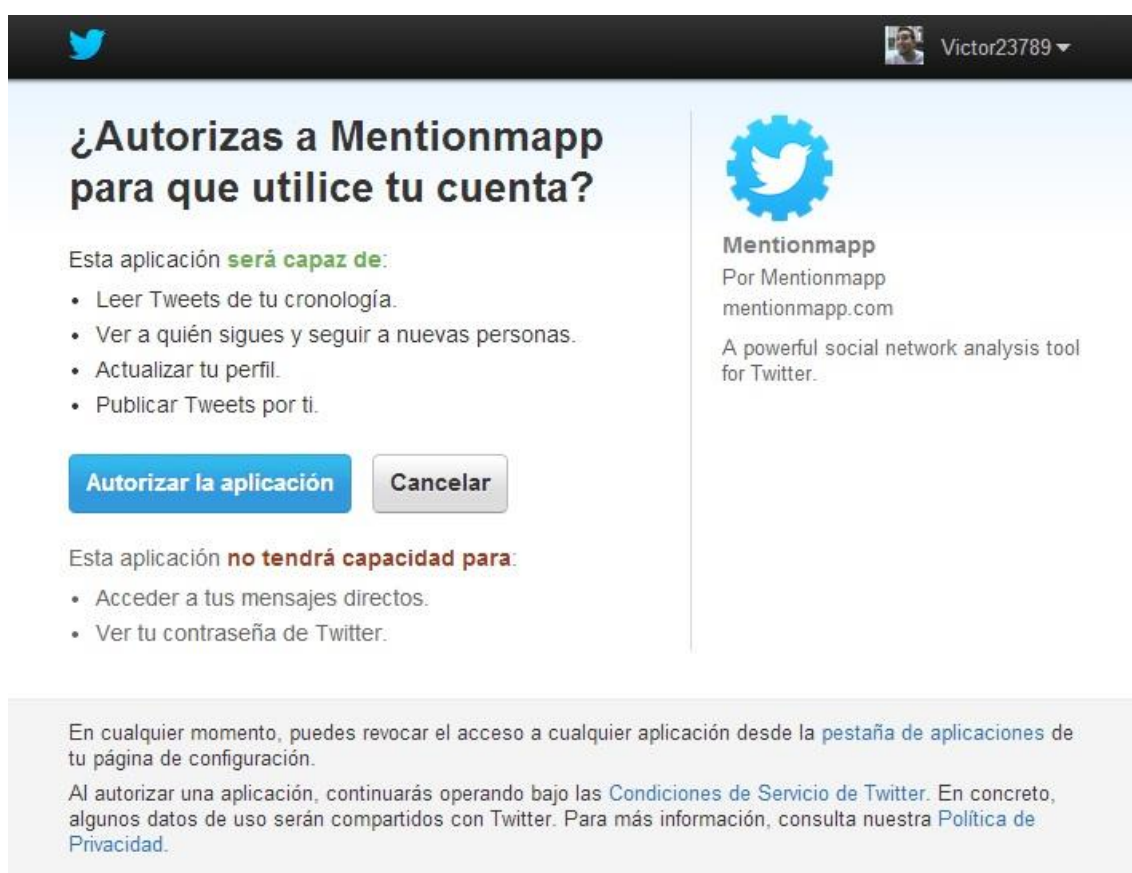 Victor23789
¿Autorizas a Mentionmapp
para que utilice tu cuenta?
Esta aplicación será capaz de:
• Leer Tweets de tu cronología.
• Ver a quién sigues y seguir a nuevas personas.
• Actualizar tu perfil.
• Publicar Tweets por ti.
Autorizar la aplicación
Cancelar
Esta aplicación no tendrá capacidad para:
• Acceder a tus mensajes directos.
• Ver tu contraseña de Twitter.
Mentionmapp
Por Mentionmapp
mentionmapp.com
A powerful social network analysis tool
for Twitter.
En cualquier momento, puedes revocar el acceso a cualquier aplicación desde la pestaña de aplicaciones de
tu página de configuración.
Al autorizar una aplicación, continuarás operando bajo las Condiciones de Servicio de Twitter. En concreto,
algunos datos de uso serán compartidos con Twitter. Para más información, consulta nuestra Política de
Privacidad.